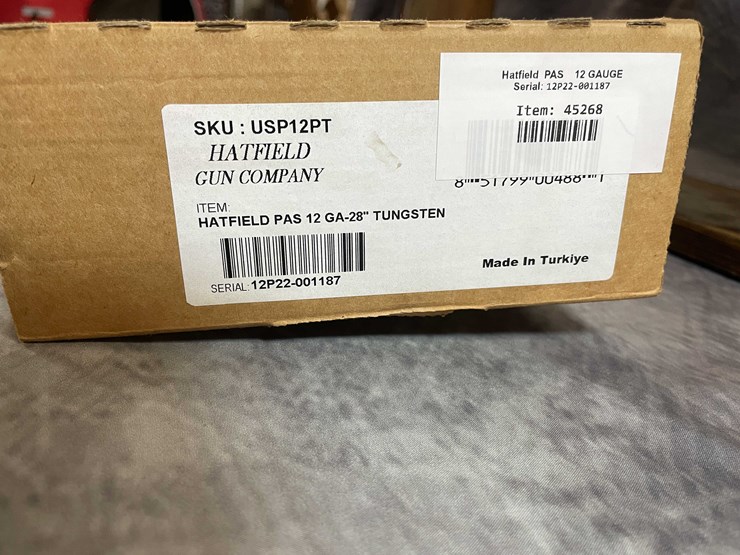 Hatfield PAS 12 GAUGE
Serial: 12P22-001187
Item: 45268
SKU : USP12PT
HATFIELD
GUN COMPANY
ITEM:
HATFIELD PAS 12 GA-28" TUNGSTEN
SERIAL: 12P22-001187
Made In Turkiye